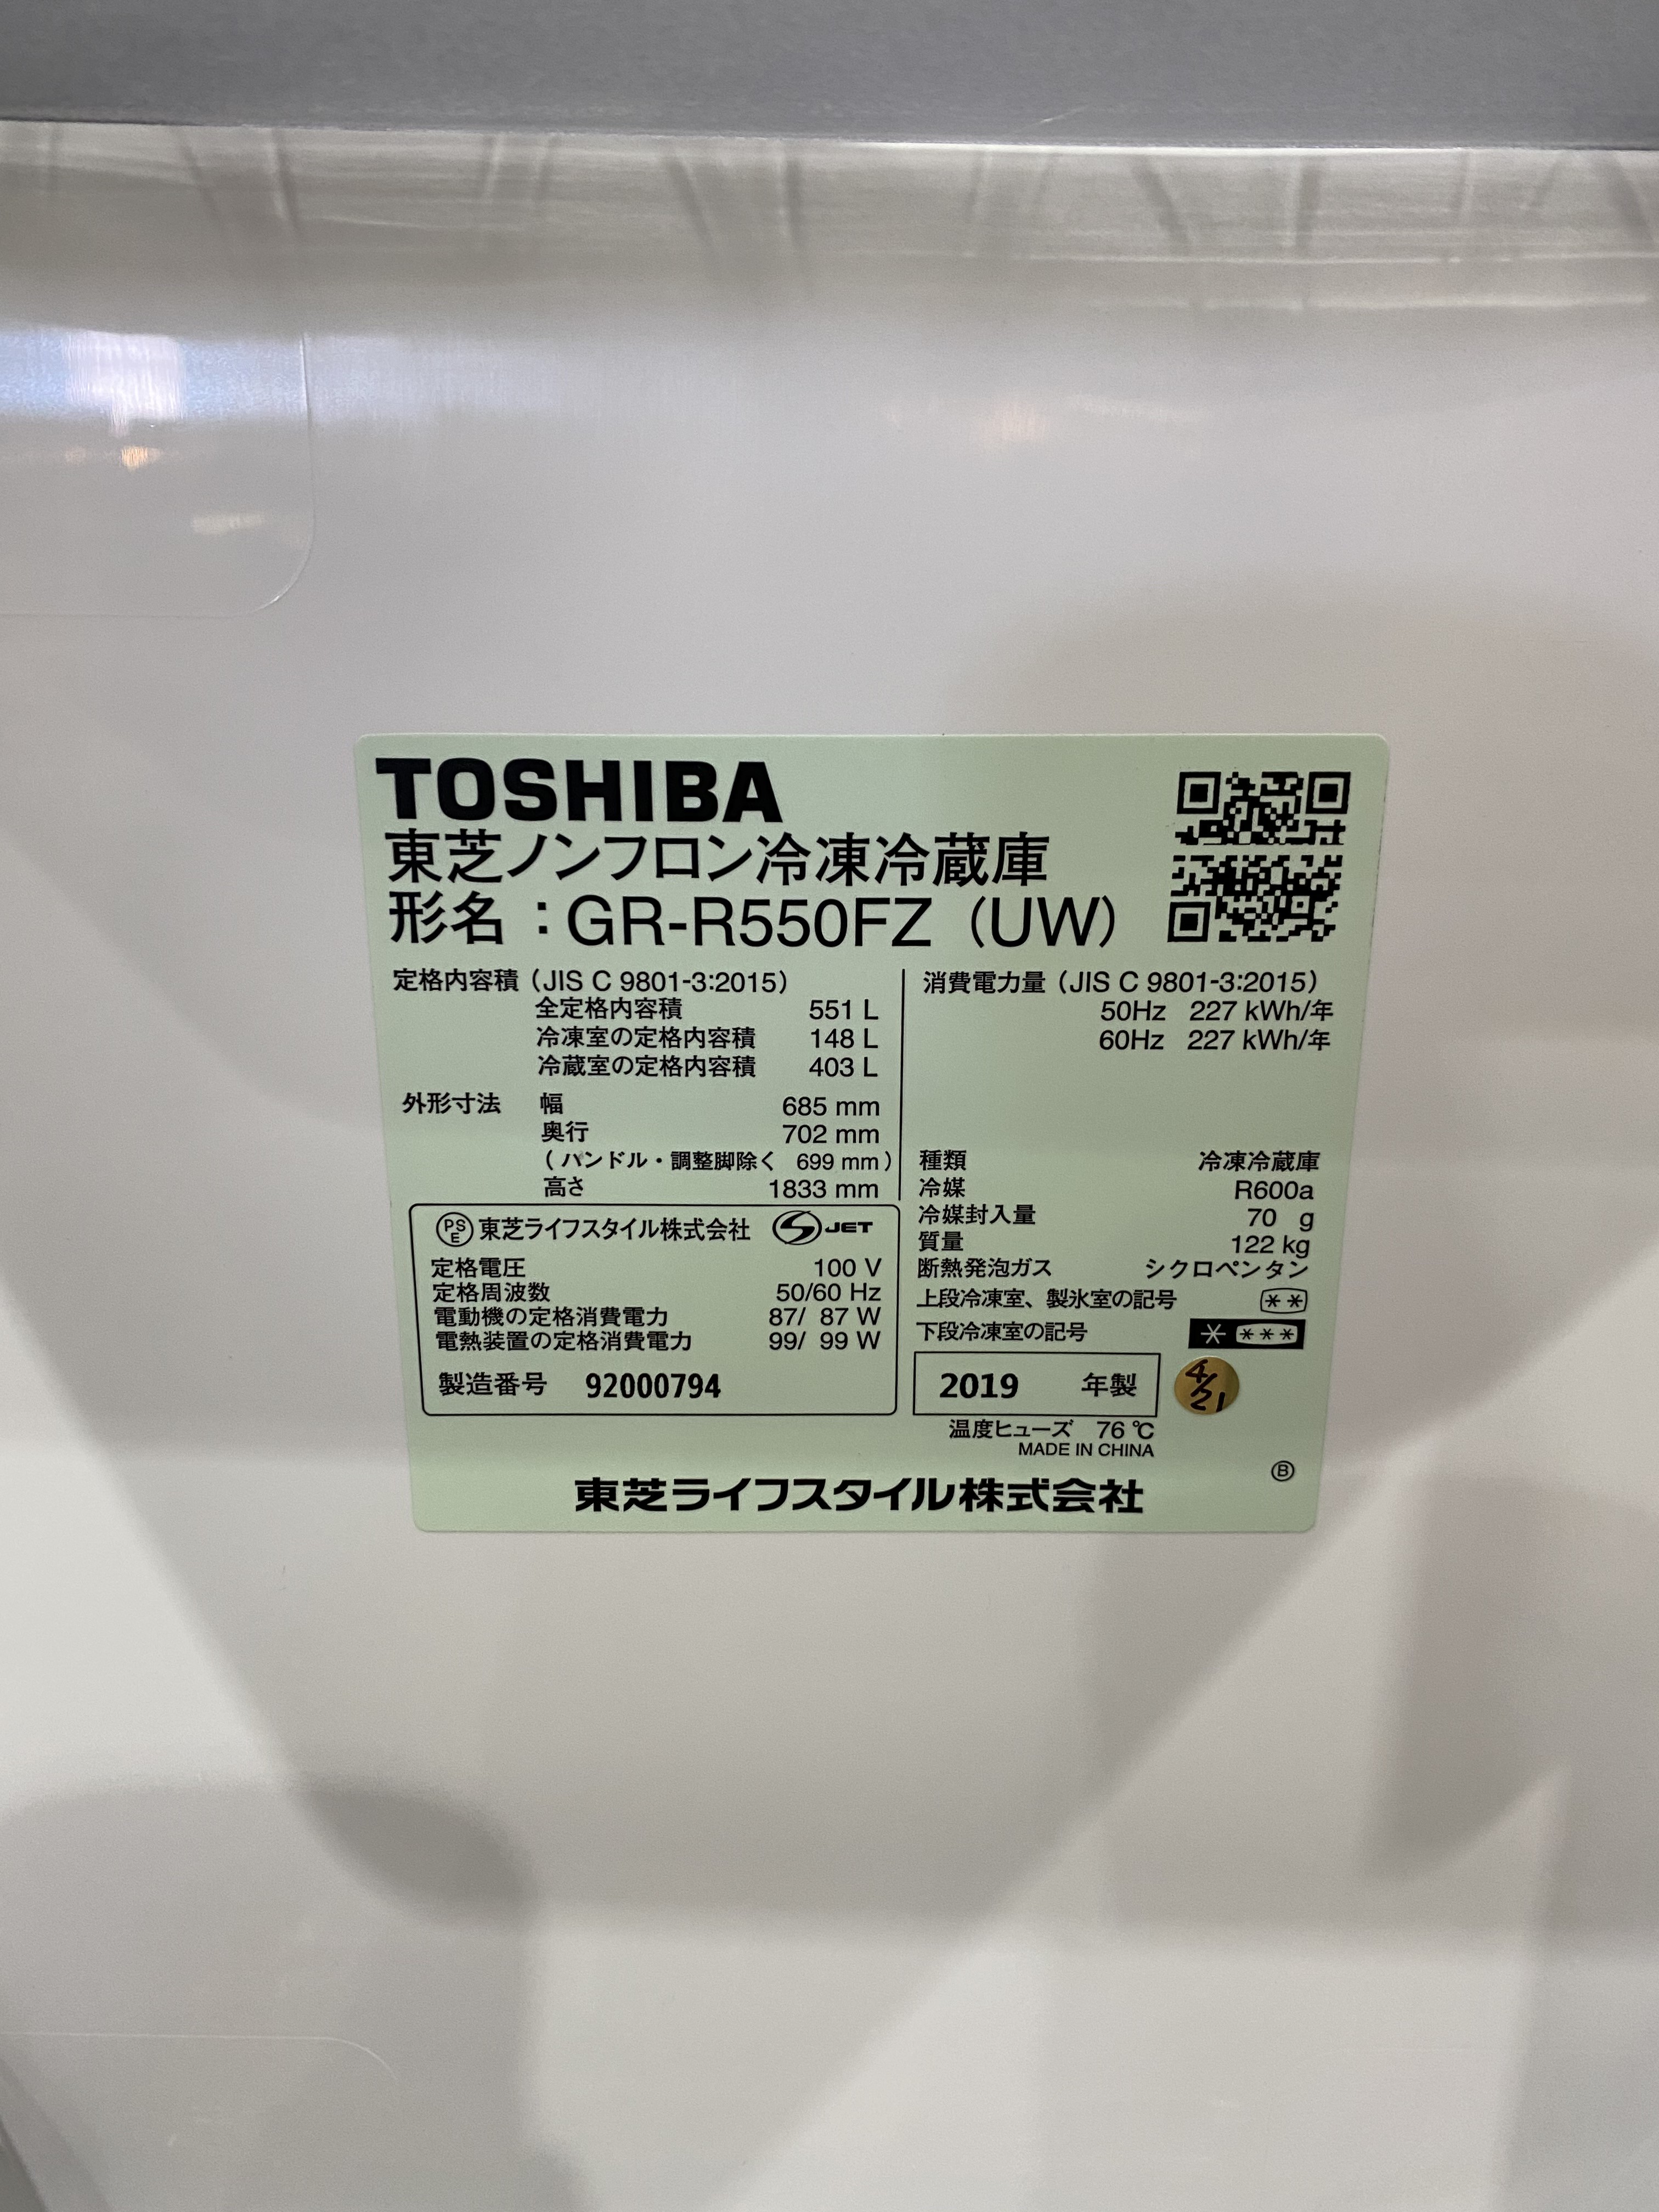 TOSHIBA
東芝ノンフロン冷凍冷蔵庫
形名：GR-R550FZ（UW）
定格内容積（JIS C 9801-3:2015）
全定格内容積 551 L
冷凍室の定格内容積 148 L
冷蔵室の定格内容積 403 L
外形寸法 幅 685 mm
奥行 702 mm
（ハンドル・調整脚除く 699 mm）
高さ 1833 mm
PSE 東芝ライフスタイル株式会社 S JET
定格電圧 100 V
定格周波数 50/60 Hz
電動機の定格消費電力 87/ 87 W
電熱装置の定格消費電力 99/ 99 W
製造番号 92000794
消費電力量（JIS C 9801-3:2015）
50Hz 227 kWh/年
60Hz 227 kWh/年
種類 冷凍冷蔵庫
冷媒 R600a
冷媒封入量 70 g
質量 122 kg
断熱発泡ガス シクロペンタン
上段冷凍室、製氷室の記号 **
下段冷凍室の記号 * ***
2019 年製 4/21
温度ヒューズ 76 ℃
MADE IN CHINA
Ⓑ
東芝ライフスタイル株式会社